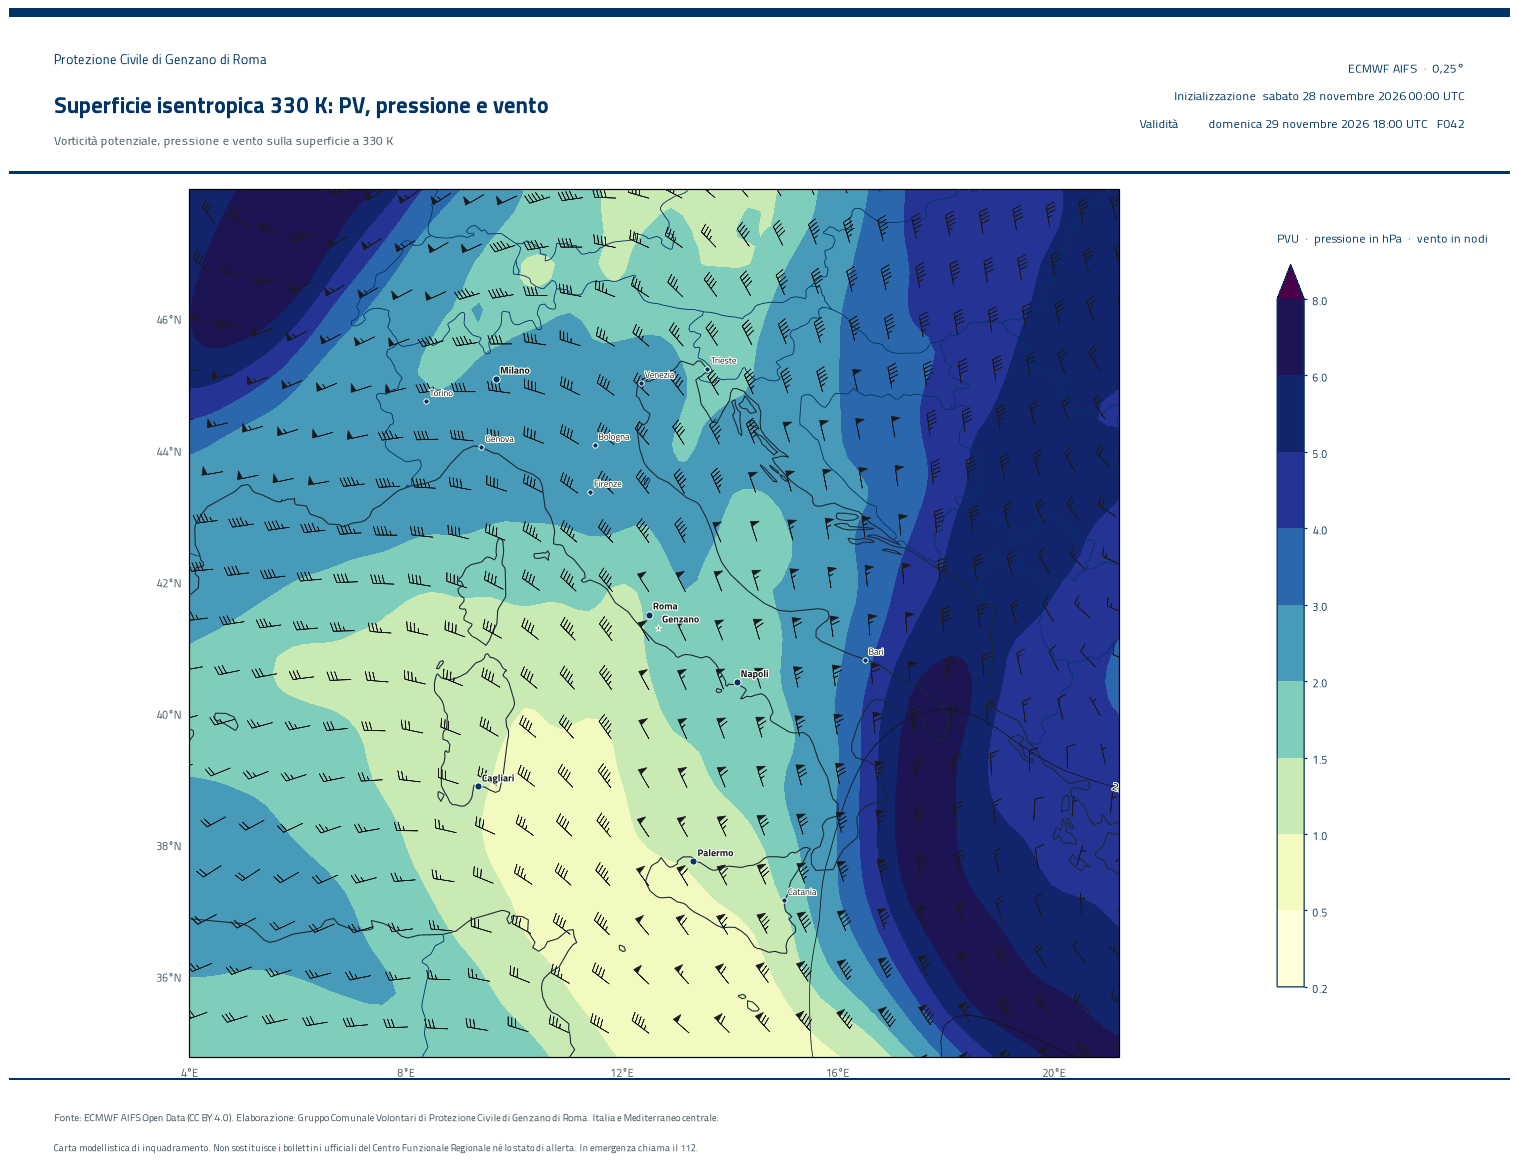 Protezione Civile di Genzano di Roma
Superficie isentropica 330 K: PV, pressione e vento
Vorticità potenziale, pressione e vento sulla superficie a 330 K
ECMWF AIFS · 0,25°
Inizializzazione sabato 28 novembre 2026 00:00 UTC
Validità domenica 29 novembre 2026 18:00 UTC F042
PVU · pressione in hPa · vento in nodi
8.0
6.0
5.0
4.0
3.0
2.0
1.5
1.0
0.5
0.2
46°N
44°N
42°N
40°N
38°N
36°N
4°E
8°E
12°E
16°E
20°E
Trieste
Milano
Venezia
Torino
Genova
Bologna
Firenze
Roma
Genzano
Bari
Napoli
Cagliari
2
Palermo
Catania
Fonte: ECMWF AIFS Open Data (CC BY 4.0). Elaborazione: Gruppo Comunale Volontari di Protezione Civile di Genzano di Roma. Italia e Mediterraneo centrale.
Carta modellistica di inquadramento. Non sostituisce i bollettini ufficiali del Centro Funzionale Regionale né lo stato di allerta. In emergenza chiama il 112.